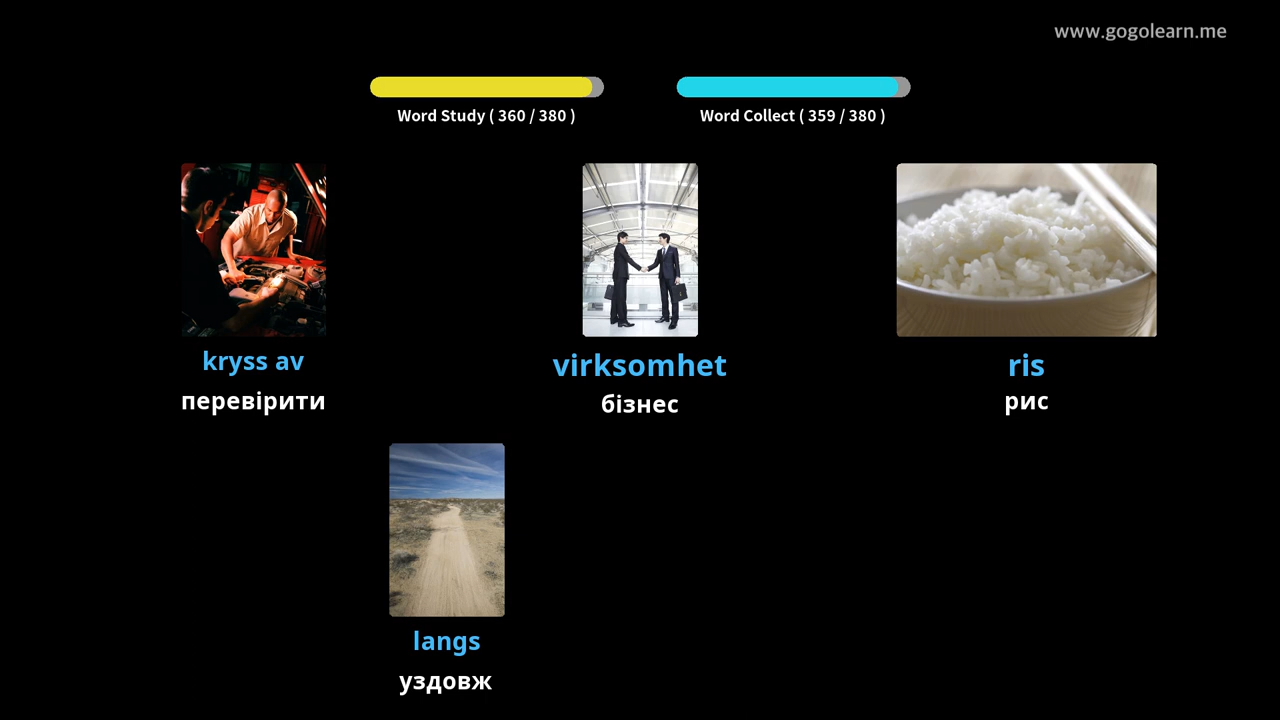 www.gogolearn.me
Word Study ( 360 / 380 )
Word Collect ( 359 / 380 )
kryss av
перевірити
virksomhet
бізнес
ris
рис
langs
уздовж